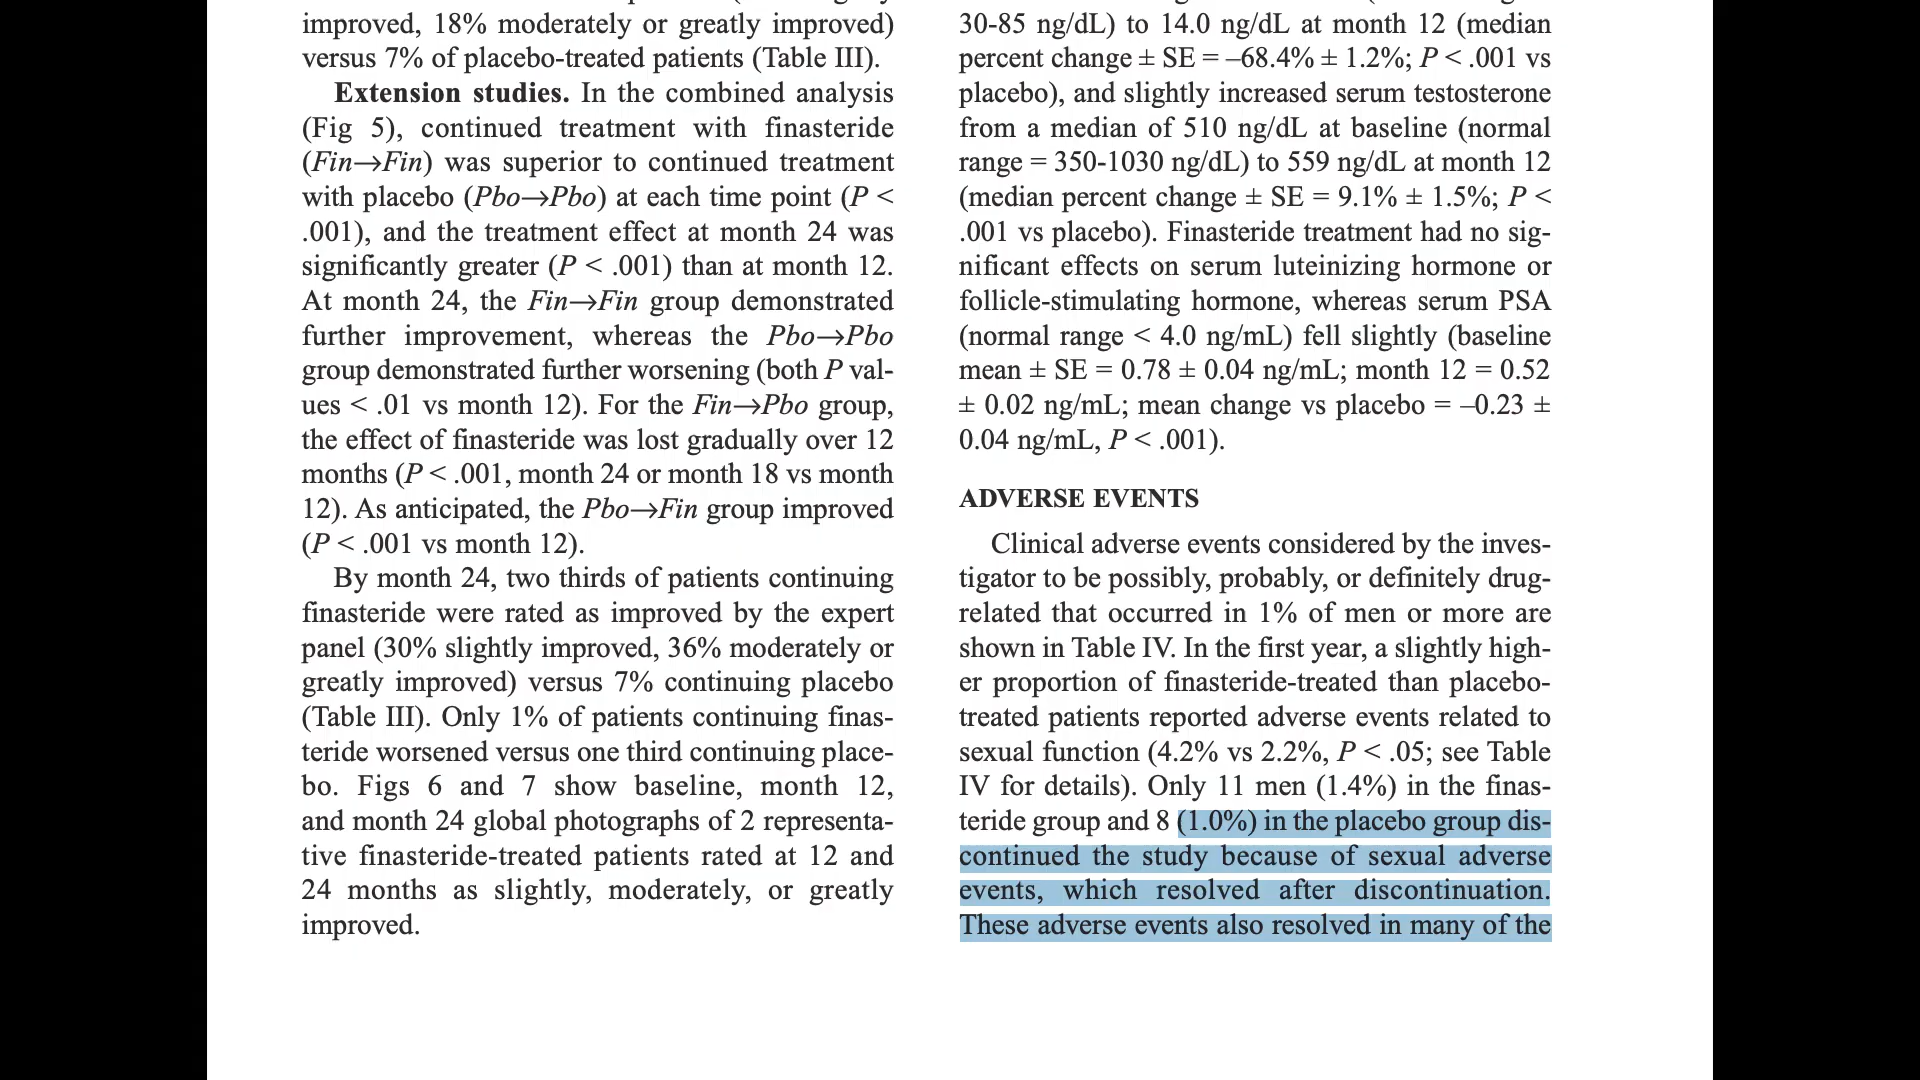 improved, 18% moderately or greatly improved)
versus 7% of placebo-treated patients (Table III).
Extension studies. In the combined analysis
(Fig 5), continued treatment with finasteride
(Fin→Fin) was superior to continued treatment
with placebo (Pbo→Pbo) at each time point (P <
.001), and the treatment effect at month 24 was
significantly greater (P < .001) than at month 12.
At month 24, the Fin→Fin group demonstrated
further improvement, whereas the Pbo→Pbo
group demonstrated further worsening (both P val-
ues < .01 vs month 12). For the Fin→Pbo group,
the effect of finasteride was lost gradually over 12
months (P < .001, month 24 or month 18 vs month
12). As anticipated, the Pbo→Fin group improved
(P < .001 vs month 12).
By month 24, two thirds of patients continuing
finasteride were rated as improved by the expert
panel (30% slightly improved, 36% moderately or
greatly improved) versus 7% continuing placebo
(Table III). Only 1% of patients continuing finas-
teride worsened versus one third continuing place-
bo. Figs 6 and 7 show baseline, month 12,
and month 24 global photographs of 2 representa-
tive finasteride-treated patients rated at 12 and
24 months as slightly, moderately, or greatly
improved.
30-85 ng/dL) to 14.0 ng/dL at month 12 (median
percent change ± SE = –68.4% ± 1.2%; P < .001 vs
placebo), and slightly increased serum testosterone
from a median of 510 ng/dL at baseline (normal
range = 350-1030 ng/dL) to 559 ng/dL at month 12
(median percent change ± SE = 9.1% ± 1.5%; P <
.001 vs placebo). Finasteride treatment had no sig-
nificant effects on serum luteinizing hormone or
follicle-stimulating hormone, whereas serum PSA
(normal range < 4.0 ng/mL) fell slightly (baseline
mean ± SE = 0.78 ± 0.04 ng/mL; month 12 = 0.52
± 0.02 ng/mL; mean change vs placebo = –0.23 ±
0.04 ng/mL, P < .001).
ADVERSE EVENTS
Clinical adverse events considered by the inves-
tigator to be possibly, probably, or definitely drug-
related that occurred in 1% of men or more are
shown in Table IV. In the first year, a slightly high-
er proportion of finasteride-treated than placebo-
treated patients reported adverse events related to
sexual function (4.2% vs 2.2%, P < .05; see Table
IV for details). Only 11 men (1.4%) in the finas-
teride group and 8 (1.0%) in the placebo group dis-
continued the study because of sexual adverse
events, which resolved after discontinuation.
These adverse events also resolved in many of the